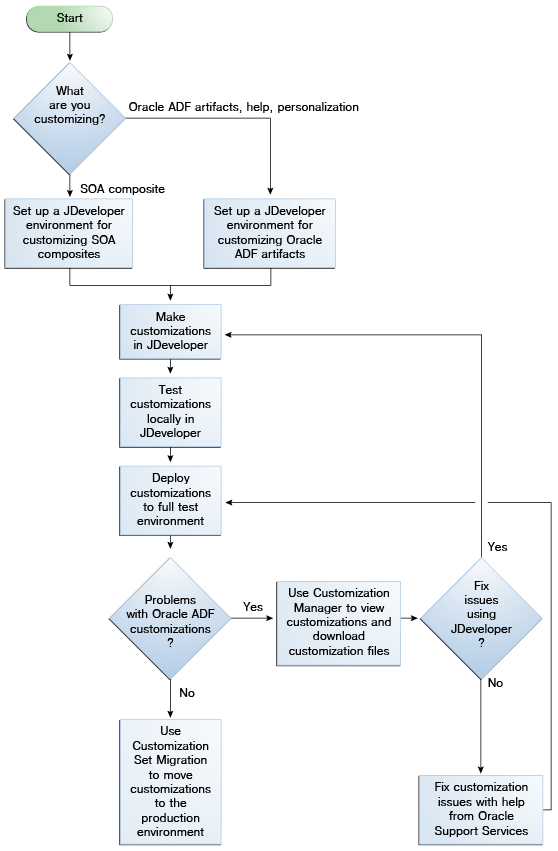 Start
What
are you
customizing?
Oracle ADF artifacts, help, personalization
SOA composite
Set up a JDeveloper
environment for
customizing SOA
composites
Set up a JDeveloper
environment for
customizing Oracle
ADF artifacts
Make
customizations
in JDeveloper
Test
customizations
locally in
JDeveloper
Deploy
customizations
to full test
environment
Problems
with Oracle ADF
customizations
?
Yes
Use Customization
Manager to view
customizations and
download
customization files
Fix
issues
using
JDeveloper
?
Yes
No
No
Use
Customization
Set Migration
to move
customizations
to the
production
environment
Fix customization
issues with help
from Oracle
Support Services